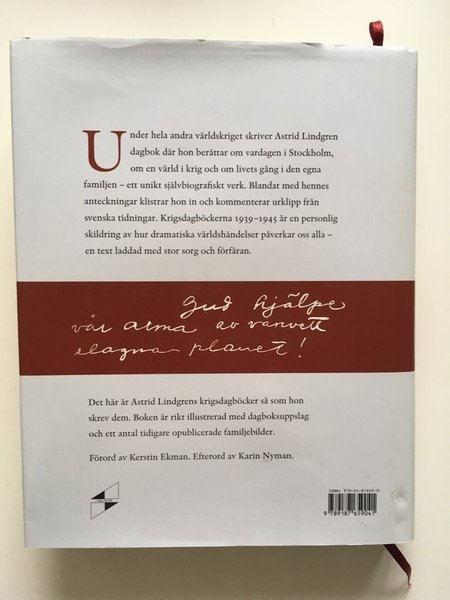 Under hela andra världskriget skriver Astrid Lindgren
dagbok där hon berättar om vardagen i Stockholm,
om en värld i krig och om livets gång i den egna
familjen – ett unikt självbiografiskt verk. Blandat med hennes
anteckningar klistrar hon in och kommenterar urklipp från
svenska tidningar. Krigsdagböckerna 1939–1945 är en personlig
skildring av hur dramatiska världshändelser påverkar oss alla –
en text laddad med stor sorg och förfäran.
Gud hjälpe
vår arma av vanvett
slagna planet!
Det här är Astrid Lindgrens krigsdagböcker så som hon
skrev dem. Boken är rikt illustrerad med dagboksuppslag
och ett antal tidigare opublicerade familjebilder.
Förord av Kerstin Ekman. Efterord av Karin Nyman.
9 789187 659041